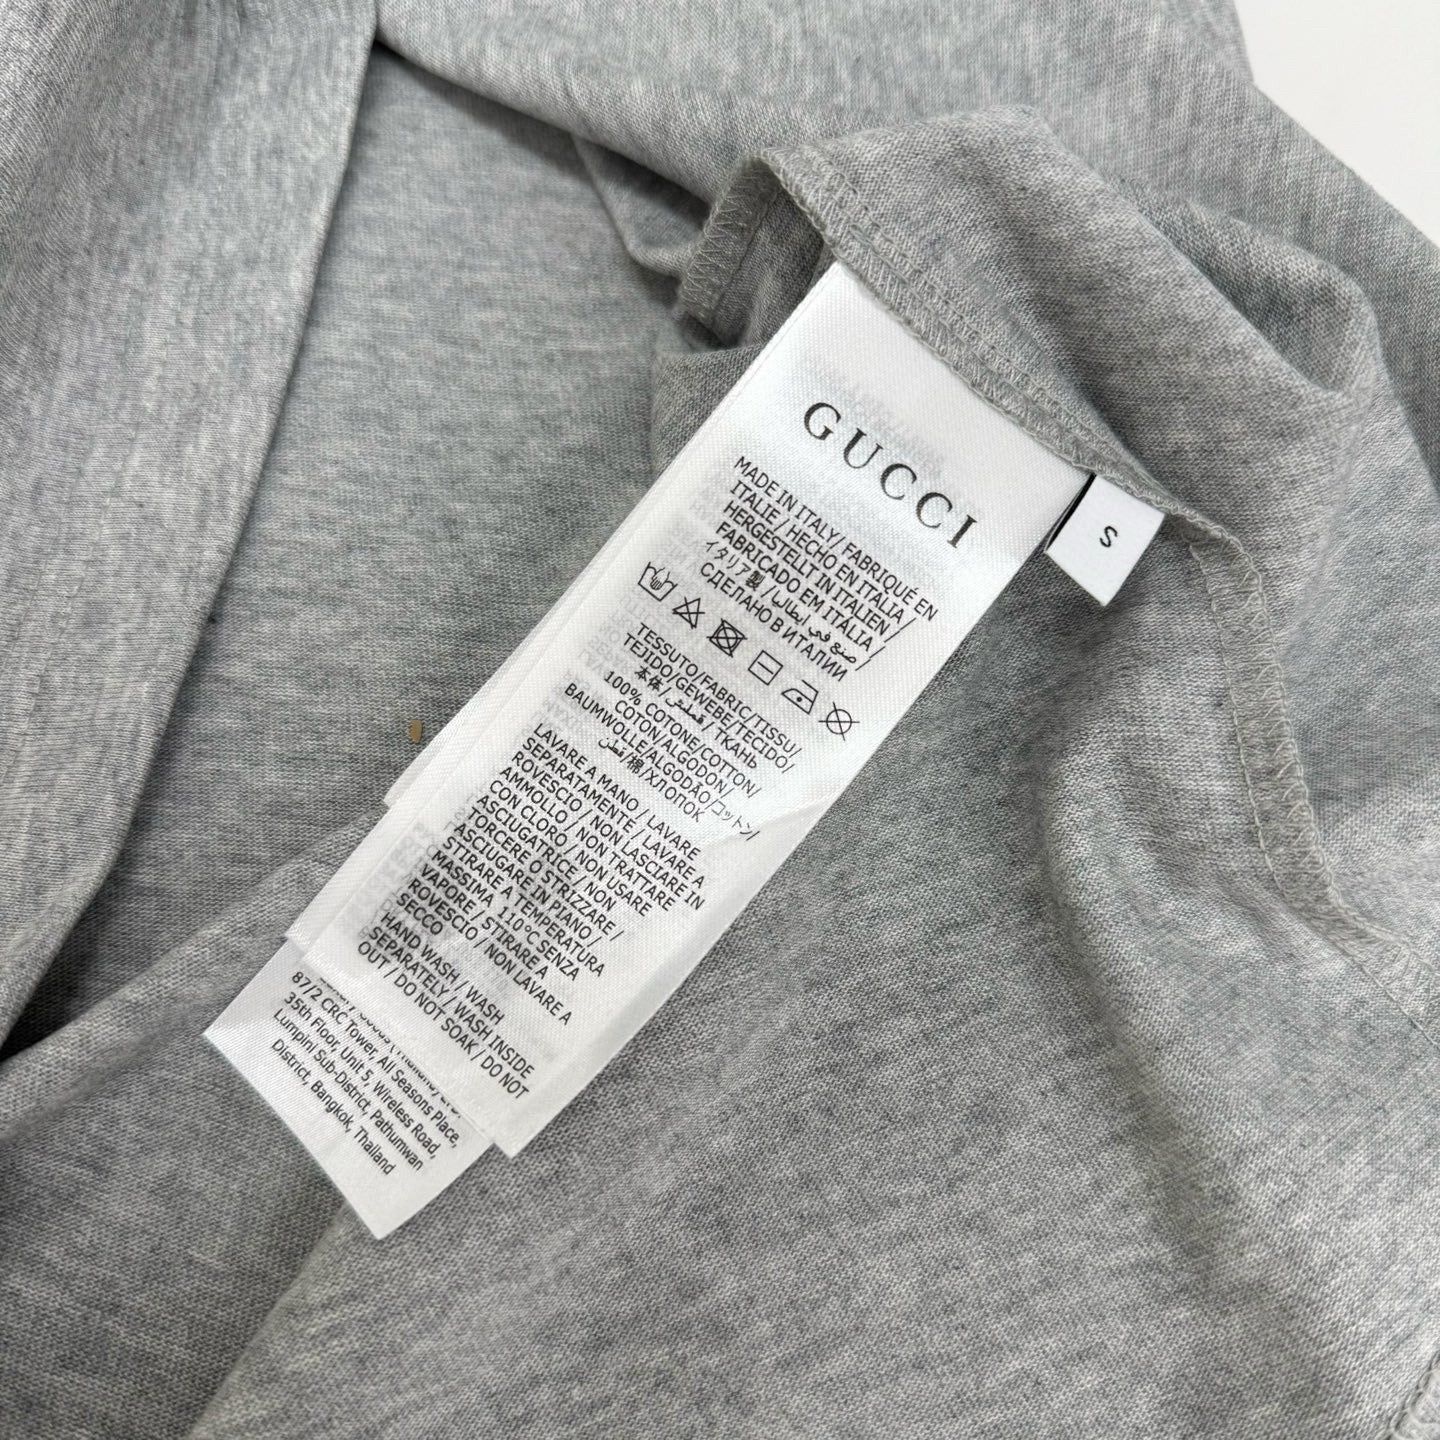 GUCCI
MADE IN ITALY / FABRIQUÉ EN
ITALIE / HECHO EN ITALIA /
HERGESTELLT IN ITALIEN /
FABRICADO EM ITÁLIA /
イタリア製 / صنع في إيطاليا /
СДЕЛАНО В ИТАЛИИ
TESSUTO/FABRIC/TISSU/
TEJIDO/GEWEBE/TECIDO/
本体/قطعتين/ ТКАНЬ
100% COTONE/COTTON/
COTON/ALGODON/
BAUMWOLLE/ALGODÃO/コットン/
قطن/棉/ХЛОПОК
LAVARE A MANO / LAVARE
SEPARATAMENTE / LAVARE A
ROVESCIO / NON LASCIARE IN
AMMOLLO / NON TRATTARE
CON CLORO / NON USARE
ASCIUGATRICE / NON
TORCERE O STRIZZARE /
ASCIUGARE IN PIANO /
STIRARE A TEMPERATURA
MASSIMA 110°C SENZA
VAPORE / STIRARE A
ROVESCIO / NON LAVARE A
SECCO
HAND WASH / WASH
SEPARATELY / WASH INSIDE
OUT / DO NOT SOAK / DO NOT
87/2 CRC Tower, All Seasons Place,
35th Floor, Unit 5, Wireless Road,
Lumpini Sub-District, Pathumwan
District, Bangkok, Thailand
S